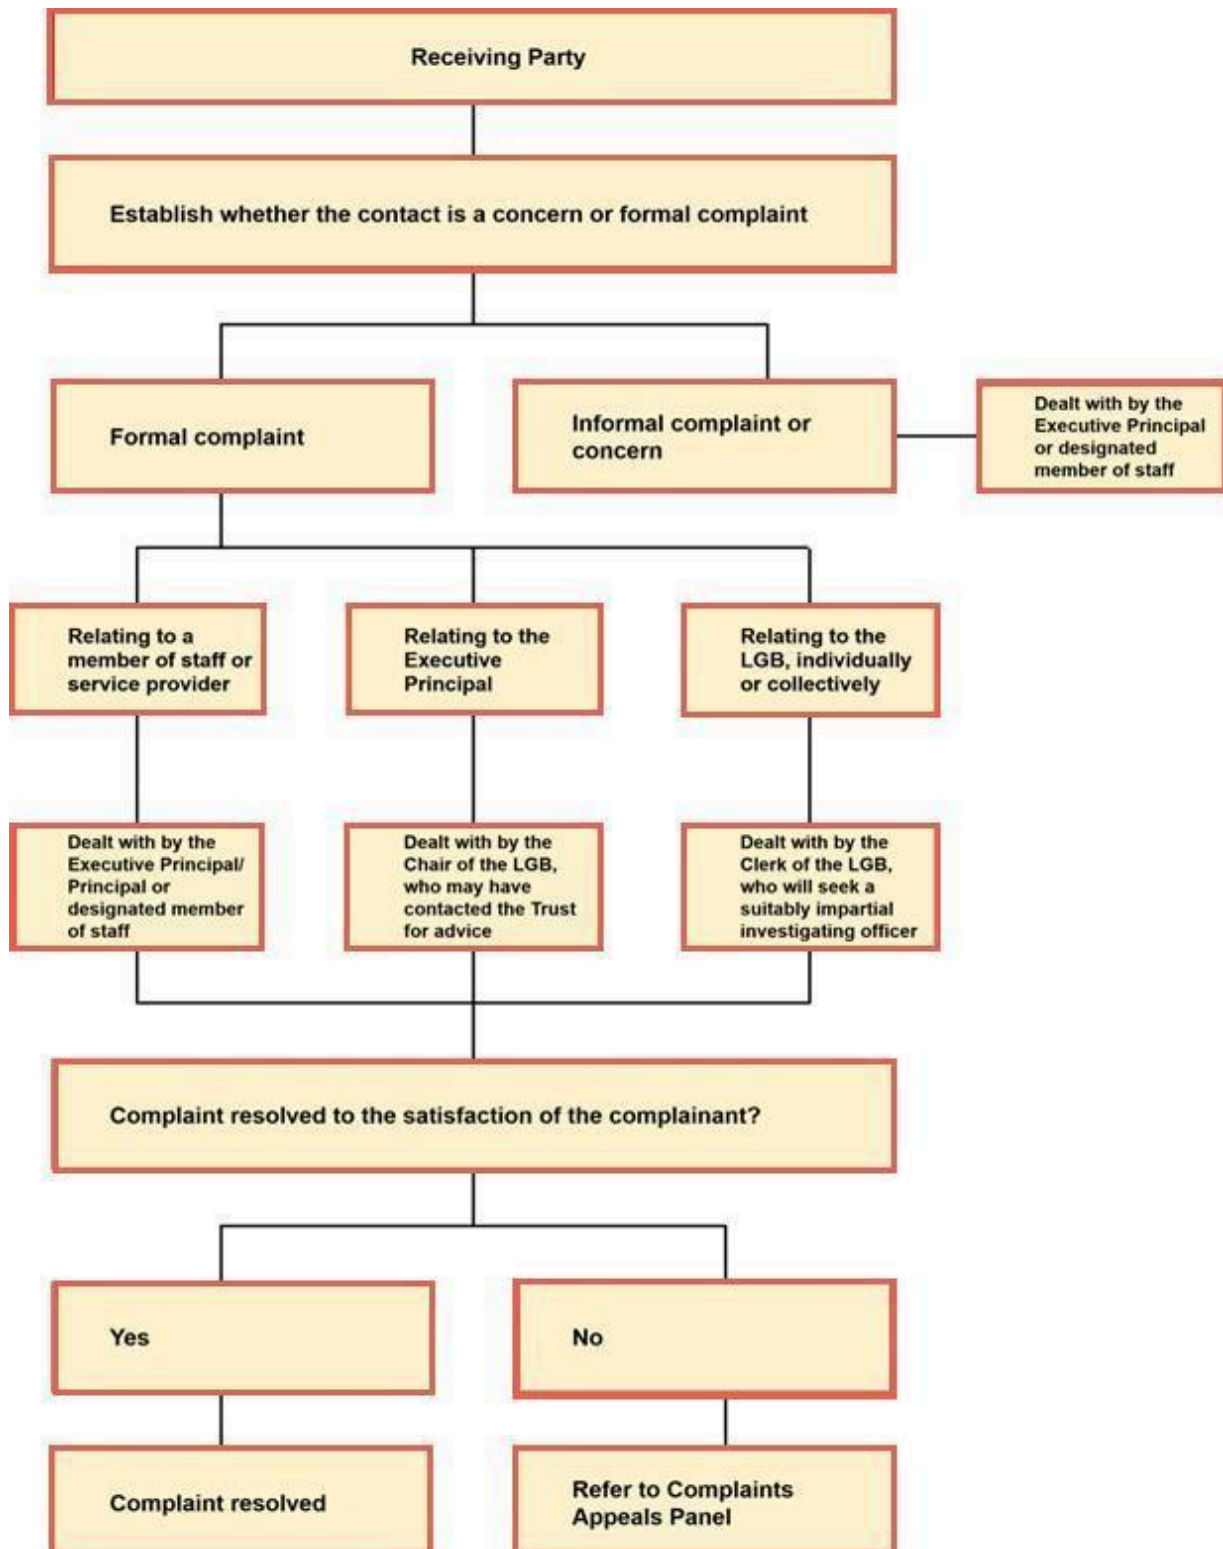 Receiving Party
Establish whether the contact is a concern or formal complaint
Formal complaint
Informal complaint or
concern
Dealt with by the
Executive Principal
or designated
member of staff
Relating to a
member of staff or
service provider
Relating to the
Executive
Principal
Relating to the
LGB, individually
or collectively
Dealt with by the
Executive Principal/
Principal or
designated member
of staff
Dealt with by the
Chair of the LGB,
who may have
contacted the Trust
for advice
Dealt with by the
Clerk of the LGB,
who will seek a
suitably impartial
investigating officer
Complaint resolved to the satisfaction of the complainant?
Yes
No
Complaint resolved
Refer to Complaints
Appeals Panel